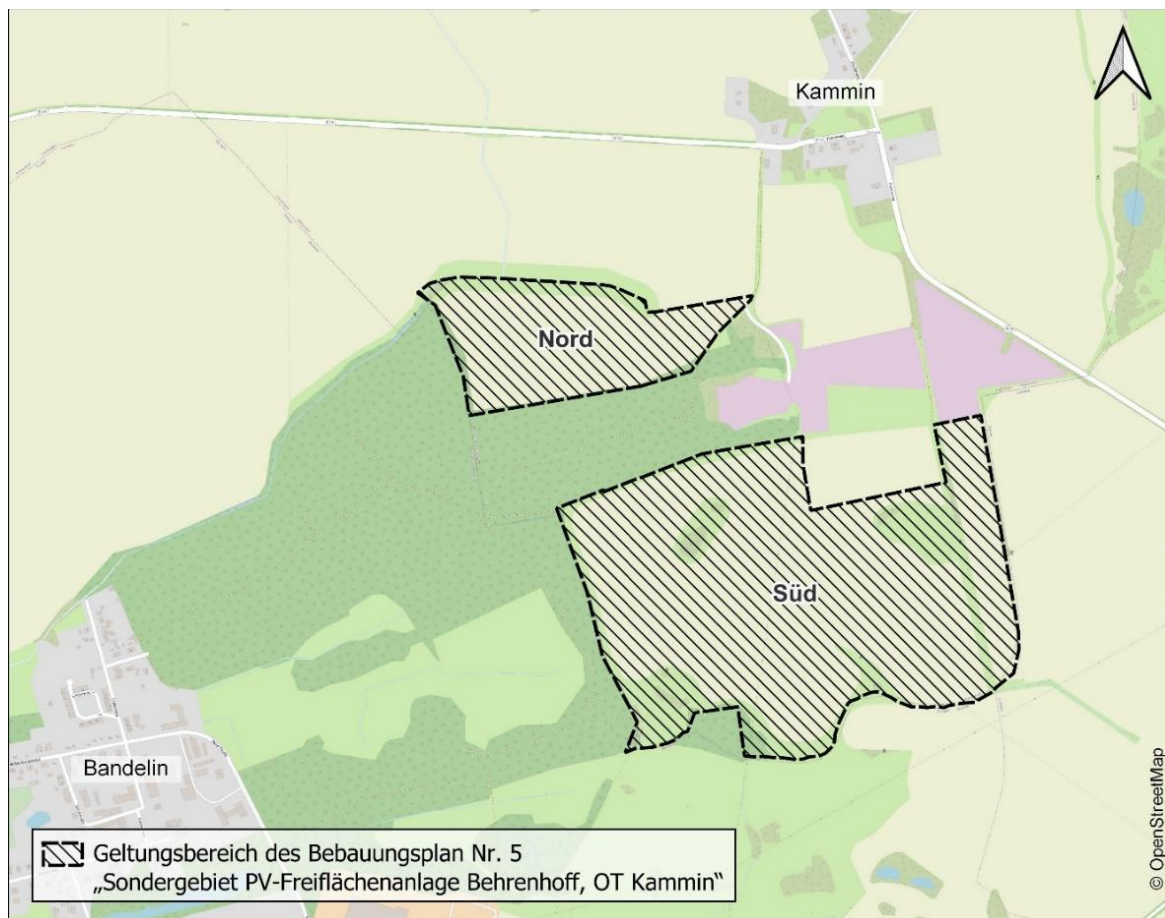 Kammin
Nord
Süd
Bandelin
Geltungsbereich des Bebauungsplan Nr. 5
„Sondergebiet PV-Freiflächenanlage Behrenhoff, OT Kammin“
© OpenStreetMap